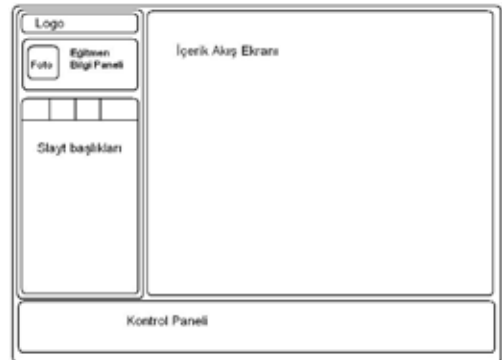 Logo
Foto
Eğitmen
Bilgi Paneli
İçerik Akış Ekranı
Slayt başlıkları
Kontrol Paneli